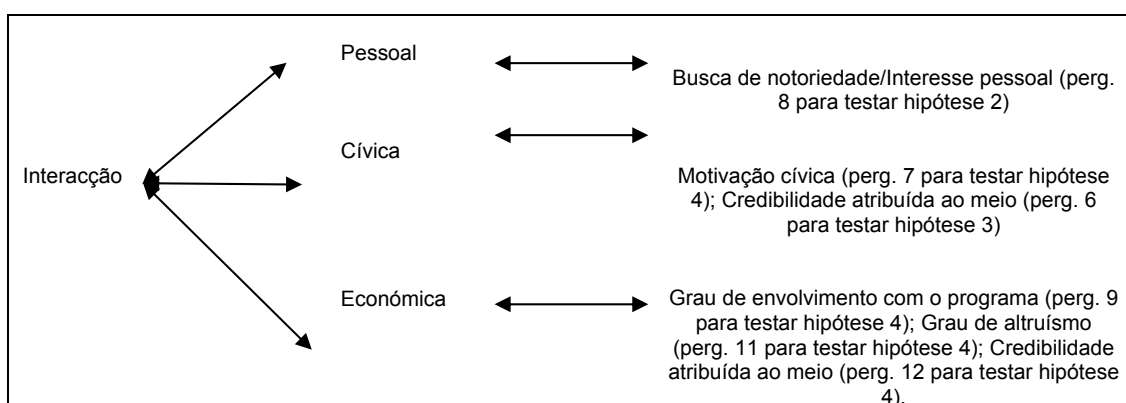 Pessoal
Busca de notoriedade/Interesse pessoal (perg.
8 para testar hipótese 2)
Cívica
Interacção
Motivação cívica (perg. 7 para testar hipótese
4); Credibilidade atribuída ao meio (perg. 6
para testar hipótese 3)
Económica
Grau de envolvimento com o programa (perg. 9
para testar hipótese 4); Grau de altruísmo
(perg. 11 para testar hipótese 4); Credibilidade
atribuída ao meio (perg. 12 para testar hipótese
4).